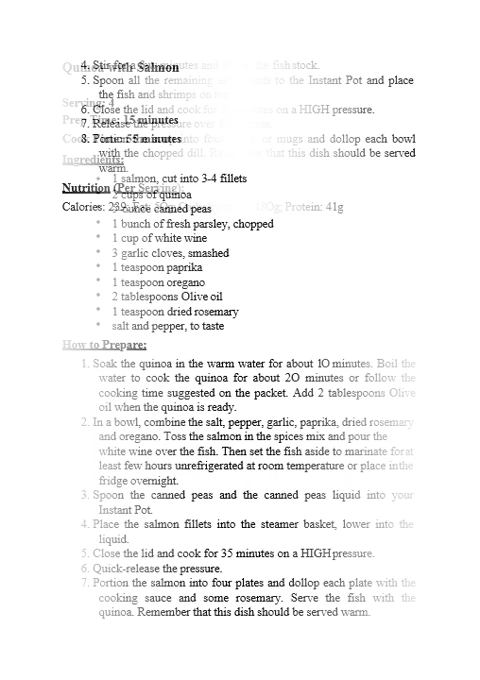 4. Stir for a few minutes and the fish stock.
Quinoa with Salmon
5. Spoon all the remaining to the Instant Pot and place
the fish and shrimps on
Serving: 4
6. Close the lid and cook for minutes on a HIGH pressure.
Prep Time: 15 minutes
7. Release the pressure over
Cook Time: 55 minutes
8. Portion the into four or mugs and dollop each bowl
with the chopped dill. that this dish should be served
warm.
Ingredients:
* 1 salmon, cut into 3-4 fillets
Nutrition (Per Serving):
* 2 cups of quinoa
Calories: Protein: 41g
* ounce canned peas
* 1 bunch of fresh parsley, chopped
* 1 cup of white wine
* 3 garlic cloves, smashed
* 1 teaspoon paprika
* 1 teaspoon oregano
* 2 tablespoons Olive oil
* 1 teaspoon dried rosemary
* salt and pepper, to taste
How to Prepare:
1. Soak the quinoa in the warm water for about 10 minutes. Boil the
water to cook the quinoa for about 20 minutes or follow the
cooking time suggested on the packet. Add 2 tablespoons Olive
oil when the quinoa is ready.
2. In a bowl, combine the salt, pepper, garlic, paprika, dried rosemary
and oregano. Toss the salmon in the spices mix and pour the
white wine over the fish. Then set the fish aside to marinate for at
least few hours unrefrigerated at room temperature or place in the
fridge overnight.
3. Spoon the canned peas and the canned peas liquid into your
Instant Pot.
4. Place the salmon fillets into the steamer basket, lower into the
liquid.
5. Close the lid and cook for 35 minutes on a HIGH pressure.
6. Quick-release the pressure.
7. Portion the salmon into four plates and dollop each plate with the
cooking sauce and some rosemary. Serve the fish with the
quinoa. Remember that this dish should be served warm.